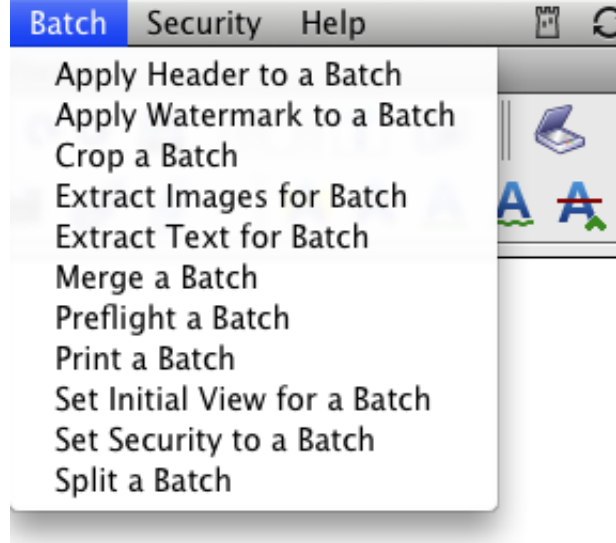 Batch Security Help
Apply Header to a Batch
Apply Watermark to a Batch
Crop a Batch
Extract Images for Batch
Extract Text for Batch
Merge a Batch
Preflight a Batch
Print a Batch
Set Initial View for a Batch
Set Security to a Batch
Split a Batch